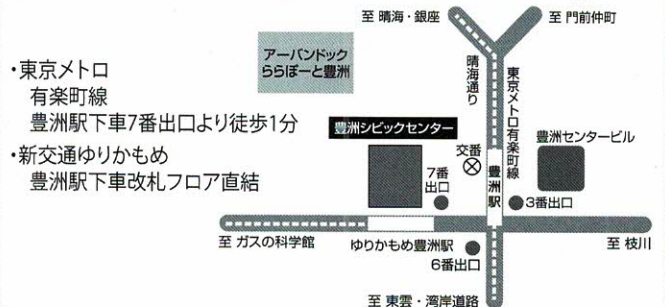 ・東京メトロ
有楽町線
豊洲駅下車7番出口より徒歩1分
・新交通ゆりかもめ
豊洲駅下車改札フロア直結
至 晴海・銀座
至 門前仲町
アーバンドック
ららぽーと豊洲
晴海通り
東京メトロ有楽町線
豊洲シビックセンター
交番
豊洲センタービル
7番
出口
豊洲駅
3番出口
至 ガスの科学館
ゆりかもめ豊洲駅
至 枝川
6番出口
至 東雲・湾岸道路